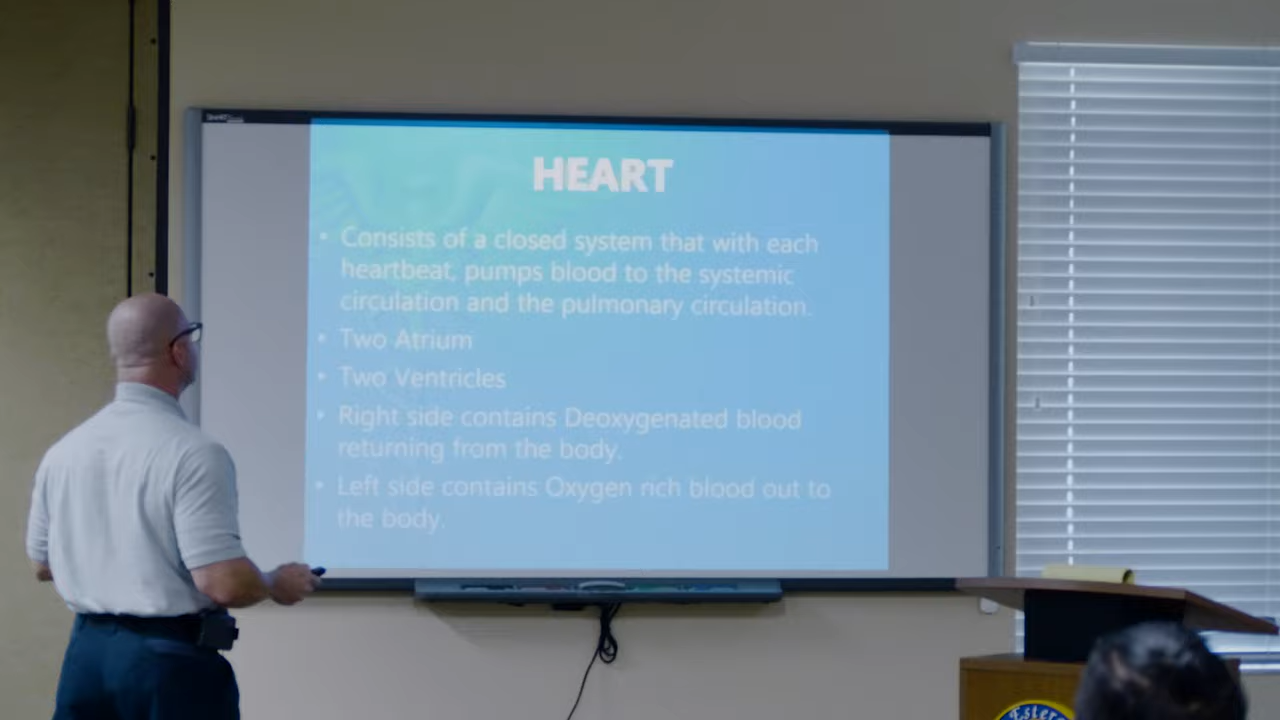 HEART
• Consists of a closed system that with each
heartbeat, pumps blood to the systemic
circulation and the pulmonary circulation.
• Two Atrium
• Two Ventricles
• Right side contains Deoxygenated blood
returning from the body.
• Left side contains Oxygen rich blood out to
the body.